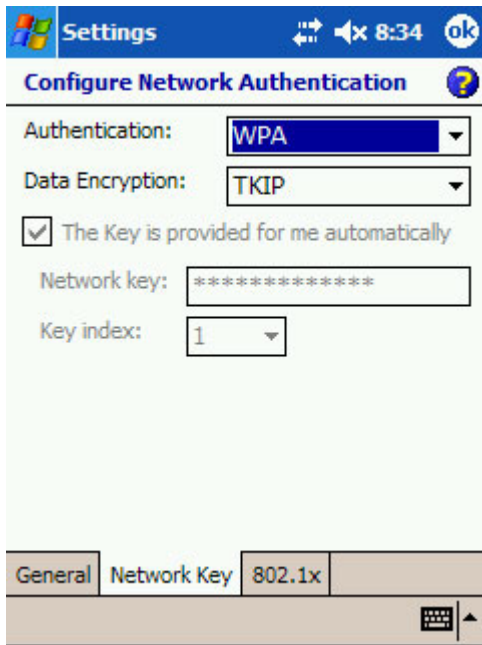 Settings 8:34 ok
Configure Network Authentication ?
Authentication: WPA
Data Encryption: TKIP
The Key is provided for me automatically
Network key: *************
Key index: 1
General Network Key 802.1x